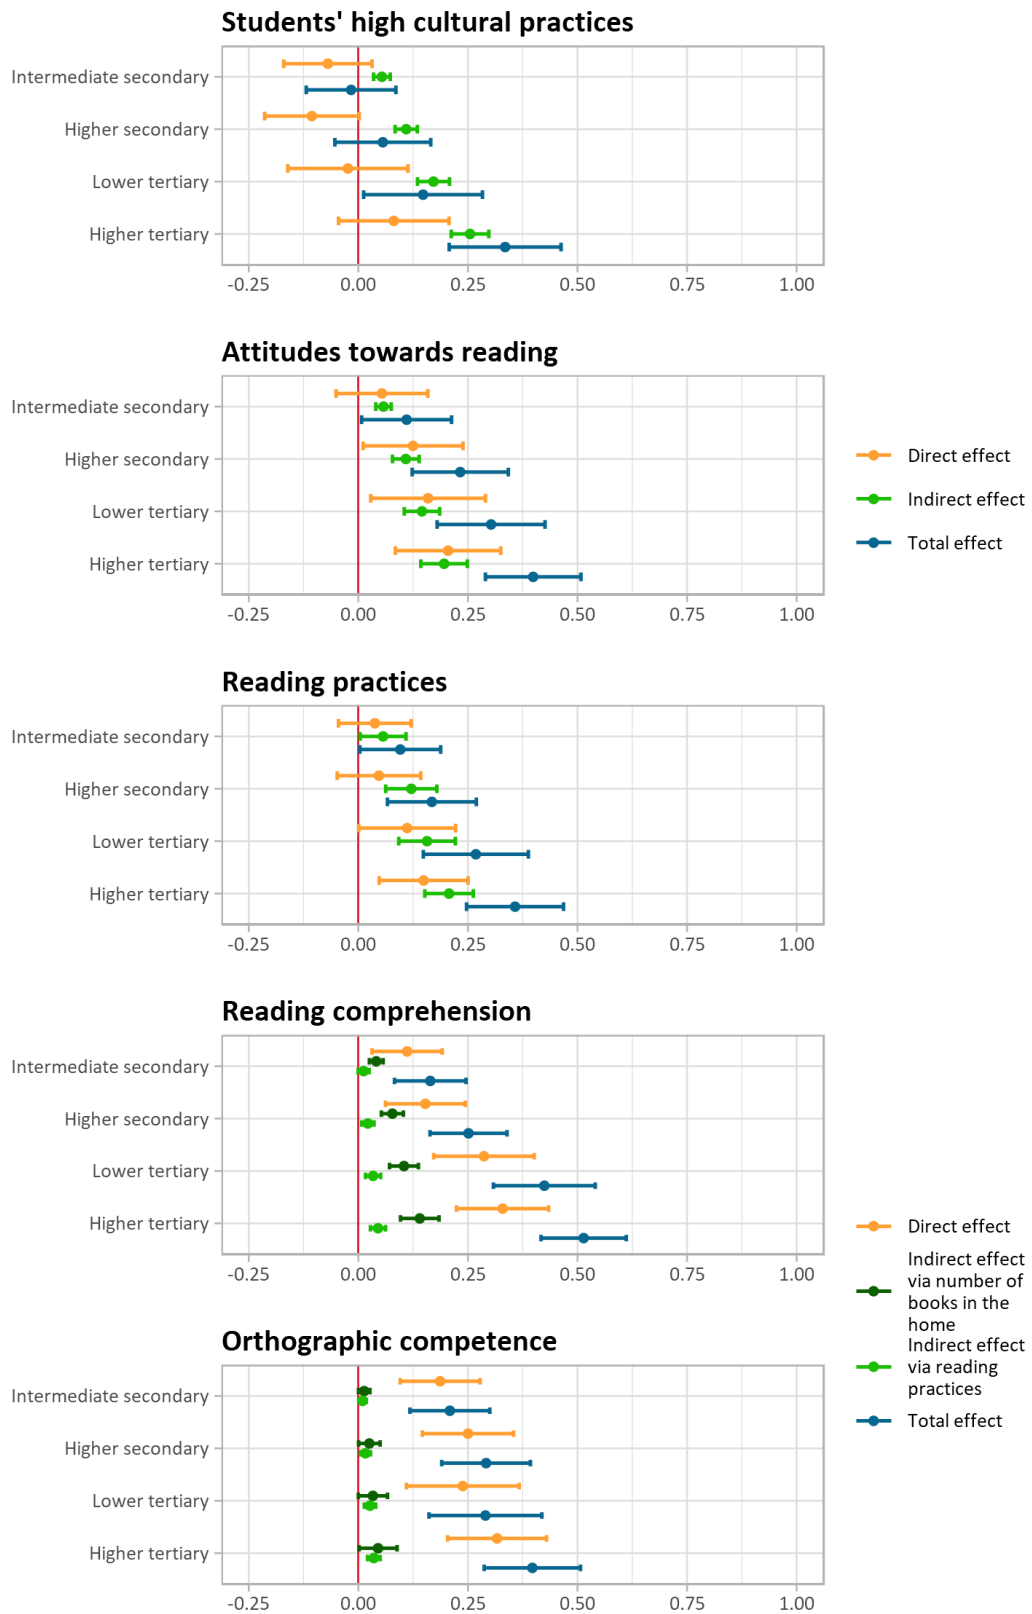 Students' high cultural practices
Intermediate secondary
Higher secondary
Lower tertiary
Higher tertiary
-0.25 0.00 0.25 0.50 0.75 1.00
Attitudes towards reading
Intermediate secondary
Higher secondary
Lower tertiary
Higher tertiary
-0.25 0.00 0.25 0.50 0.75 1.00
Direct effect
Indirect effect
Total effect
Reading practices
Intermediate secondary
Higher secondary
Lower tertiary
Higher tertiary
-0.25 0.00 0.25 0.50 0.75 1.00
Reading comprehension
Intermediate secondary
Higher secondary
Lower tertiary
Higher tertiary
-0.25 0.00 0.25 0.50 0.75 1.00
Orthographic competence
Intermediate secondary
Higher secondary
Lower tertiary
Higher tertiary
-0.25 0.00 0.25 0.50 0.75 1.00
Direct effect
Indirect effect
via number of
books in the
home
Indirect effect
via reading
practices
Total effect